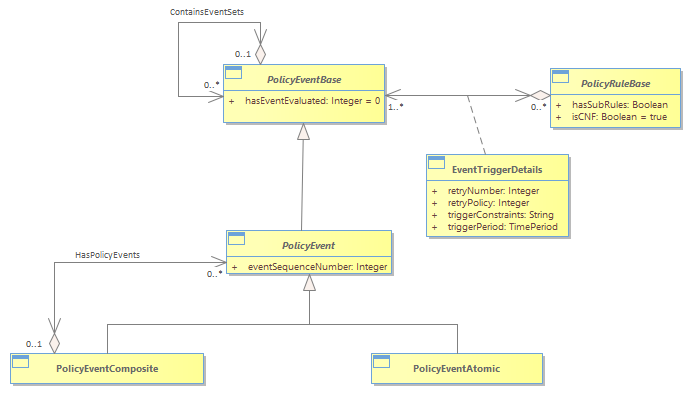 ContainsEventSets
0..1
0..*
PolicyEventBase
+ hasEventEvaluated: Integer = 0
1..*
0..*
PolicyRuleBase
+ hasSubRules: Boolean
+ isCNF: Boolean = true
EventTriggerDetails
+ retryNumber: Integer
+ retryPolicy: Integer
+ triggerConstraints: String
+ triggerPeriod: TimePeriod
PolicyEvent
+ eventSequenceNumber: Integer
HasPolicyEvents
0..*
0..1
PolicyEventComposite
PolicyEventAtomic